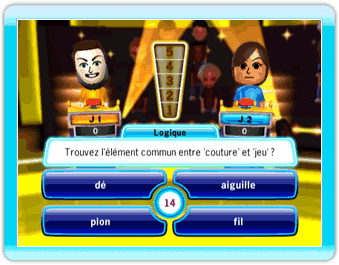 5
4
3
2
1
J 1
J 2
0
0
Logique
Trouvez l'élément commun entre 'couture' et 'jeu' ?
dé
aiguille
14
pion
fil